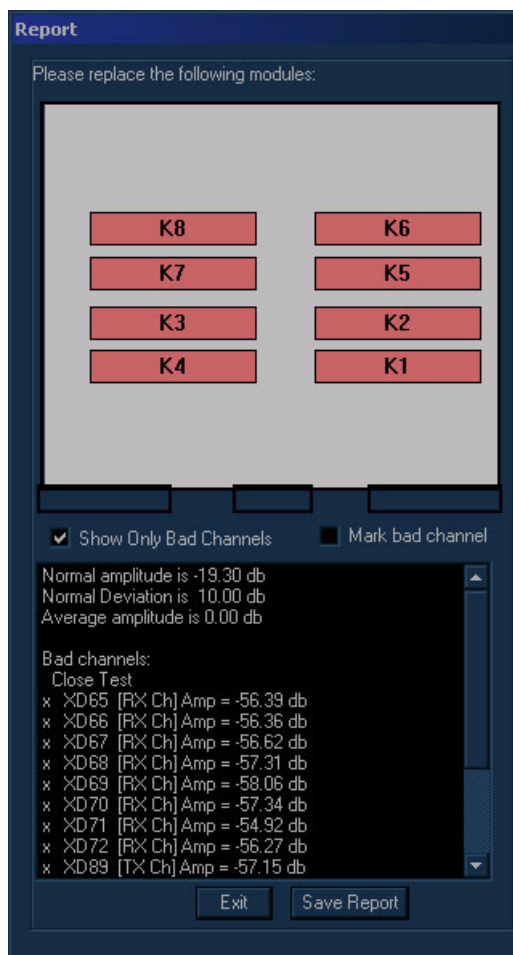 Report
Please replace the following modules:
K8 K6
K7 K5
K3 K2
K4 K1
Show Only Bad Channels Mark bad channel
Normal amplitude is -19.30 db
Normal Deviation is 10.00 db
Average amplitude is 0.00 db
Bad channels:
Close Test
x XD65 [RX Ch] Amp = -56.39 db
x XD66 [RX Ch] Amp = -56.36 db
x XD67 [RX Ch] Amp = -56.62 db
x XD68 [RX Ch] Amp = -57.31 db
x XD69 [RX Ch] Amp = -58.06 db
x XD70 [RX Ch] Amp = -57.34 db
x XD71 [RX Ch] Amp = -54.92 db
x XD72 [RX Ch] Amp = -56.27 db
x XD89 [TX Ch] Amp = -57.15 db
Exit Save Report